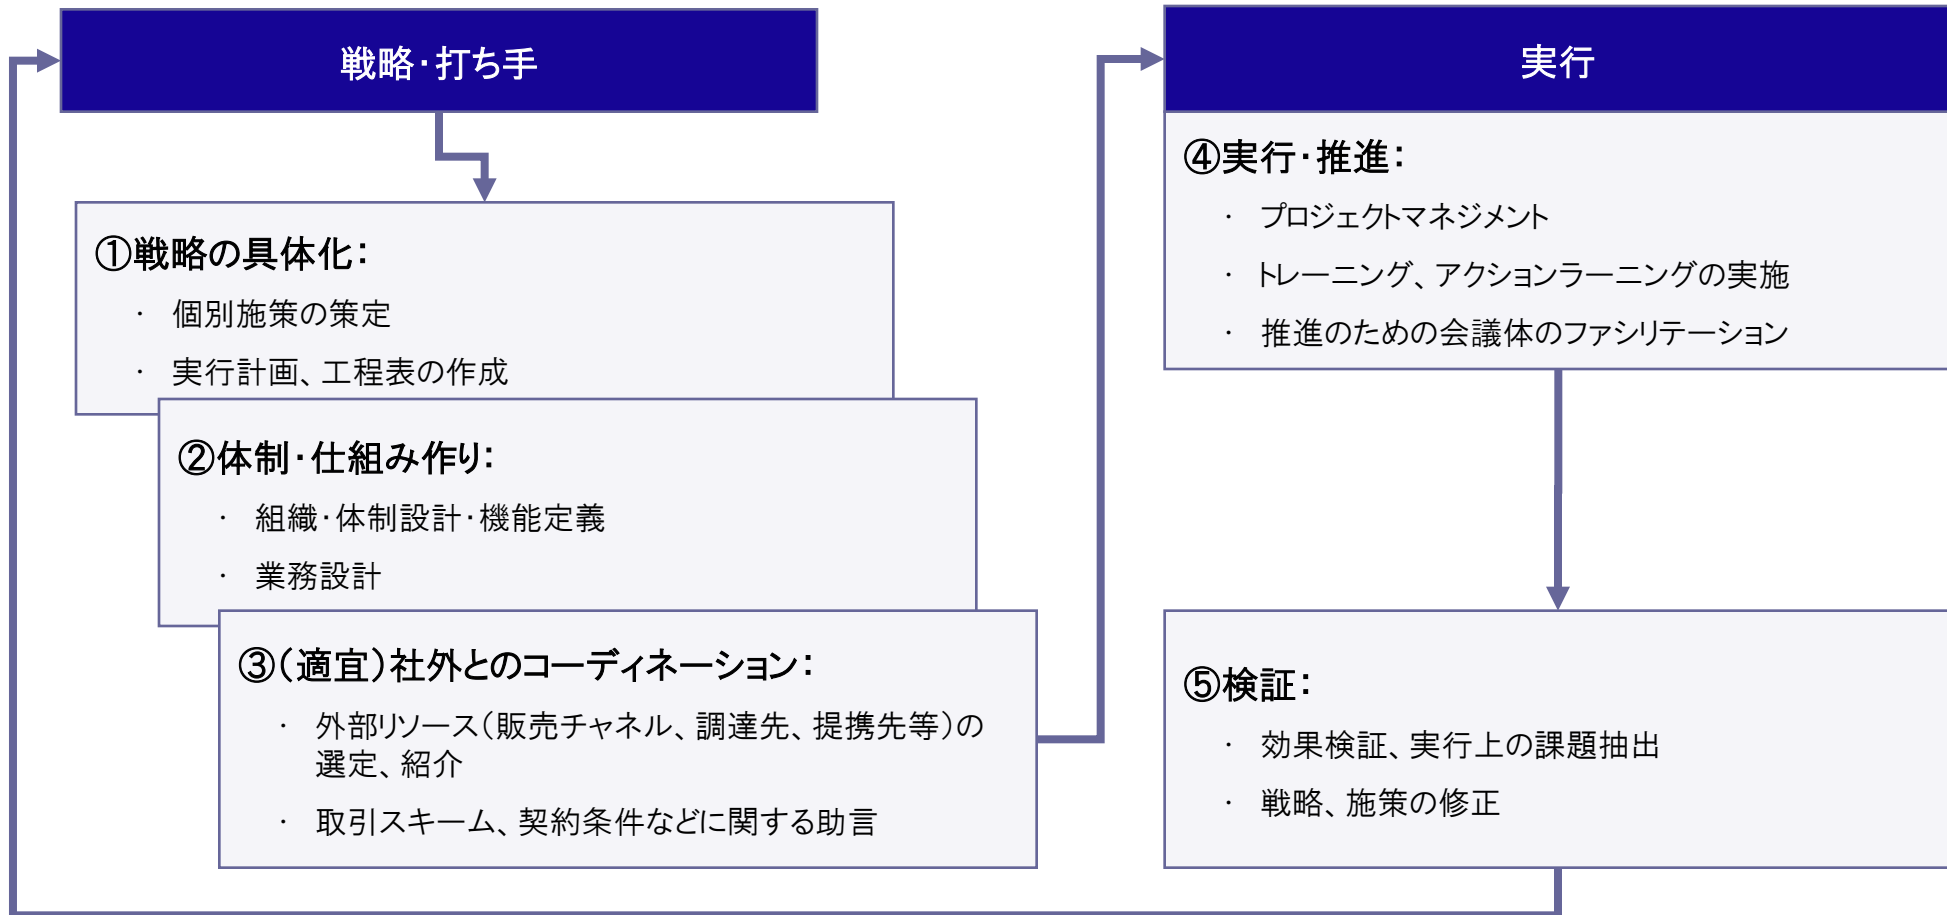 戦略・打ち手
①戦略の具体化：
・ 個別施策の策定
・ 実行計画、工程表の作成
②体制・仕組み作り：
・ 組織・体制設計・機能定義
・ 業務設計
③（適宜）社外とのコーディネーション：
・ 外部リソース（販売チャネル、調達先、提携先等）の
選定、紹介
・ 取引スキーム、契約条件などに関する助言
実行
④実行・推進：
・ プロジェクトマネジメント
・ トレーニング、アクションラーニングの実施
・ 推進のための会議体のファシリテーション
⑤検証：
・ 効果検証、実行上の課題抽出
・ 戦略、施策の修正